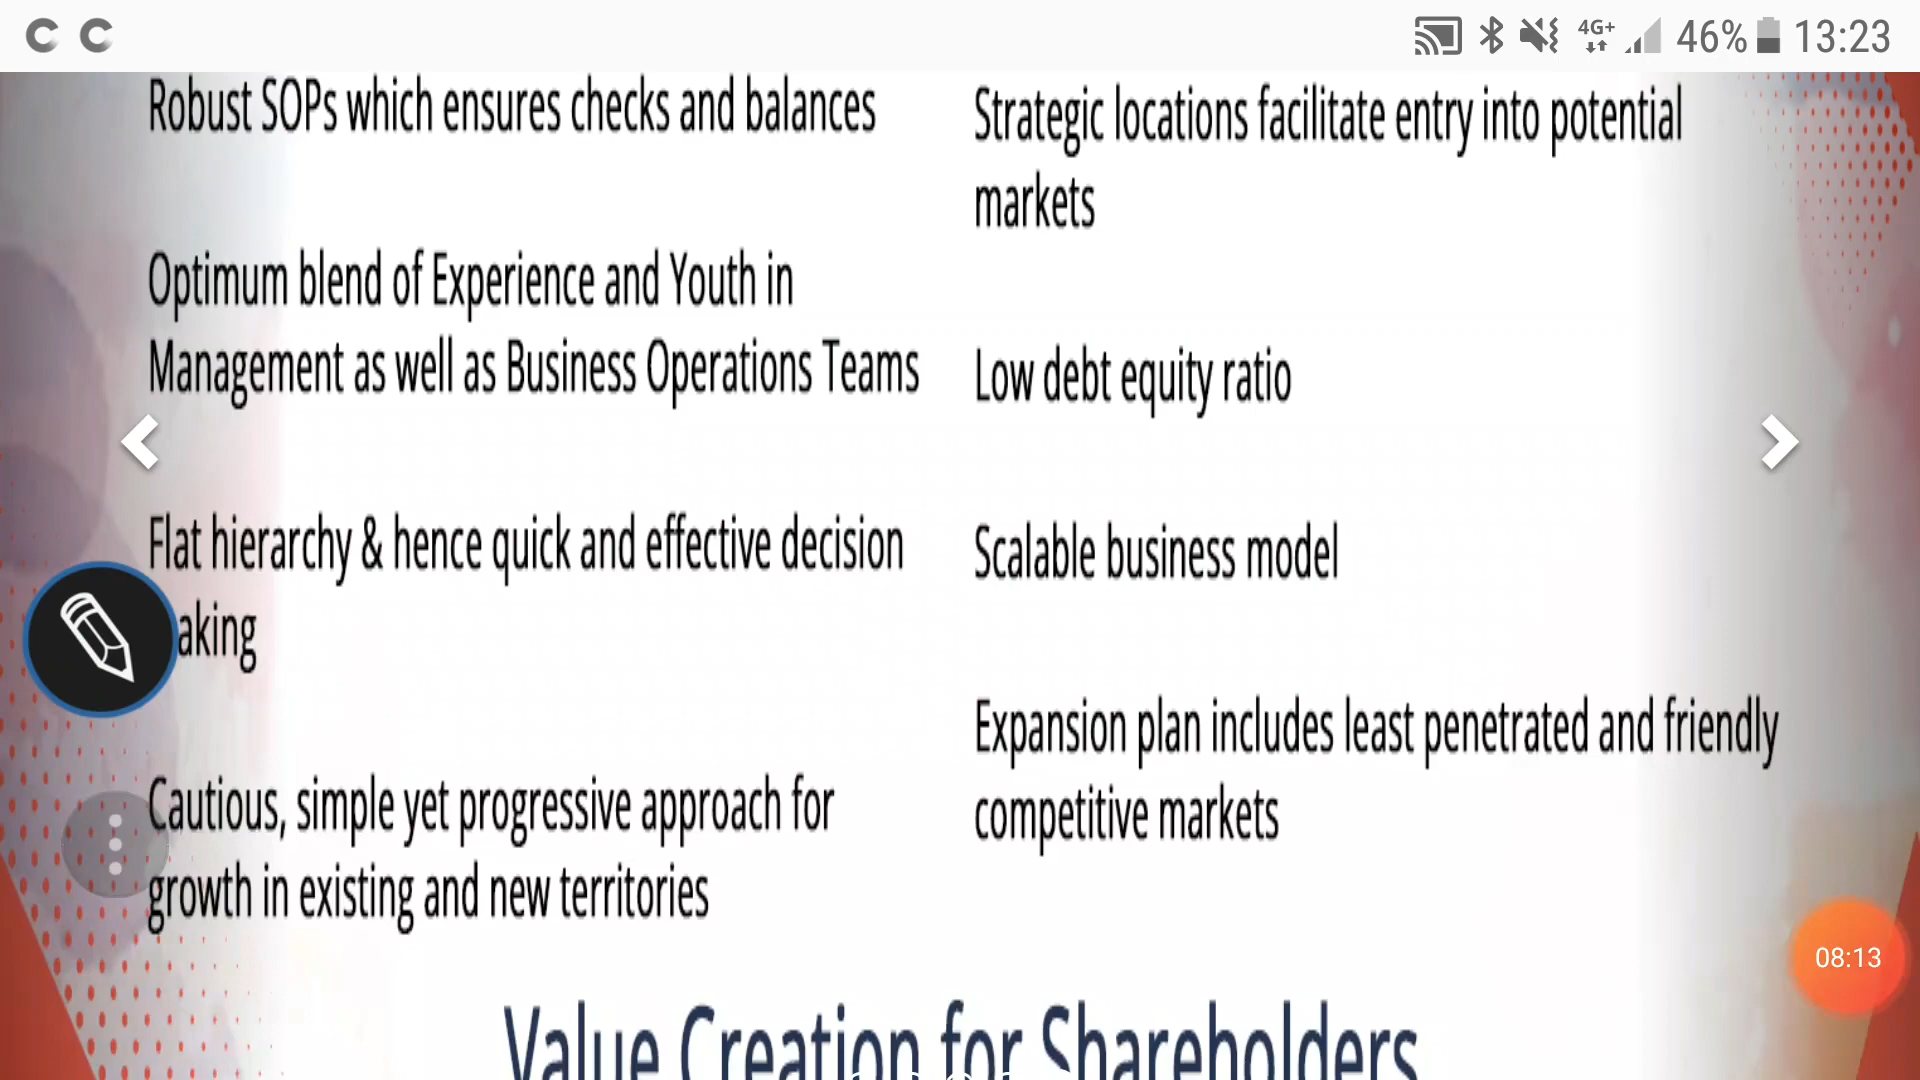 4G+ 46% 13:23
Robust SOPs which ensures checks and balances
Optimum blend of Experience and Youth in
Management as well as Business Operations Teams
Flat hierarchy & hence quick and effective decision
aking
Cautious, simple yet progressive approach for
growth in existing and new territories
Strategic locations facilitate entry into potential
markets
Low debt equity ratio
Scalable business model
Expansion plan includes least penetrated and friendly
competitive markets
08:13
Value Creation for Shareholders